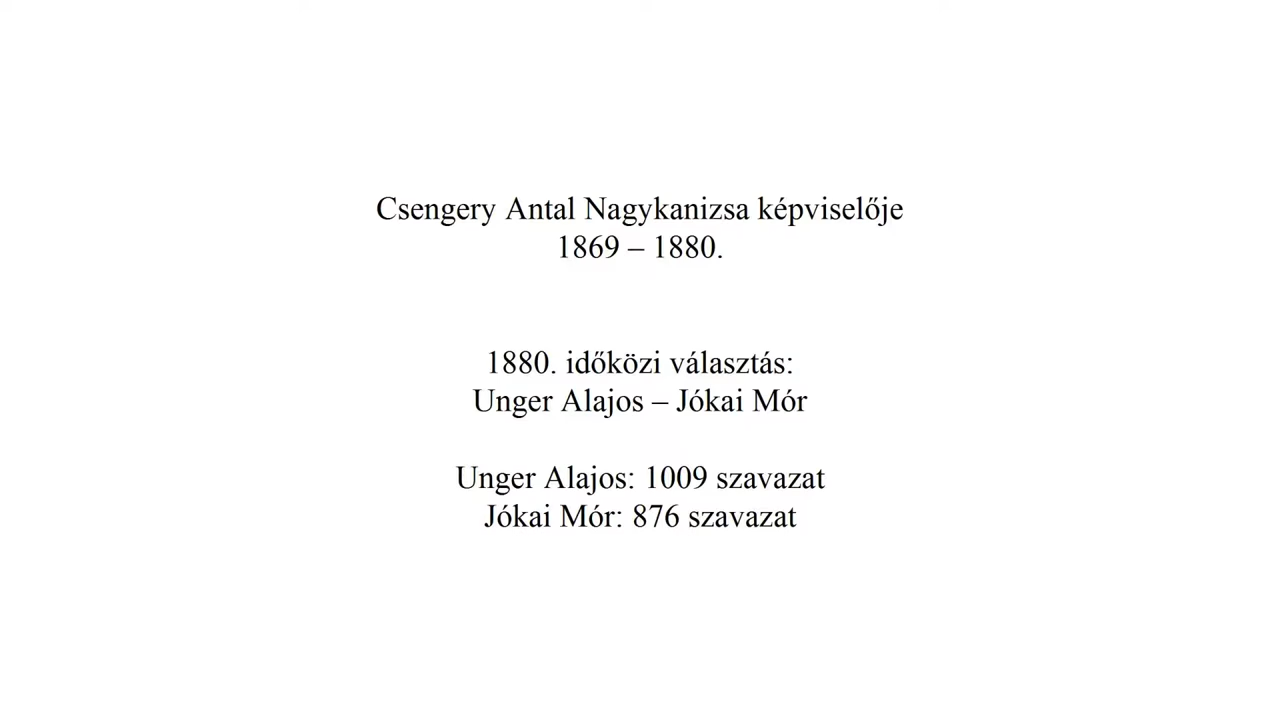 Csengery Antal Nagykanizsa képviselője
1869 – 1880.
1880. időközi választás:
Unger Alajos – Jókai Mór
Unger Alajos: 1009 szavazat
Jókai Mór: 876 szavazat